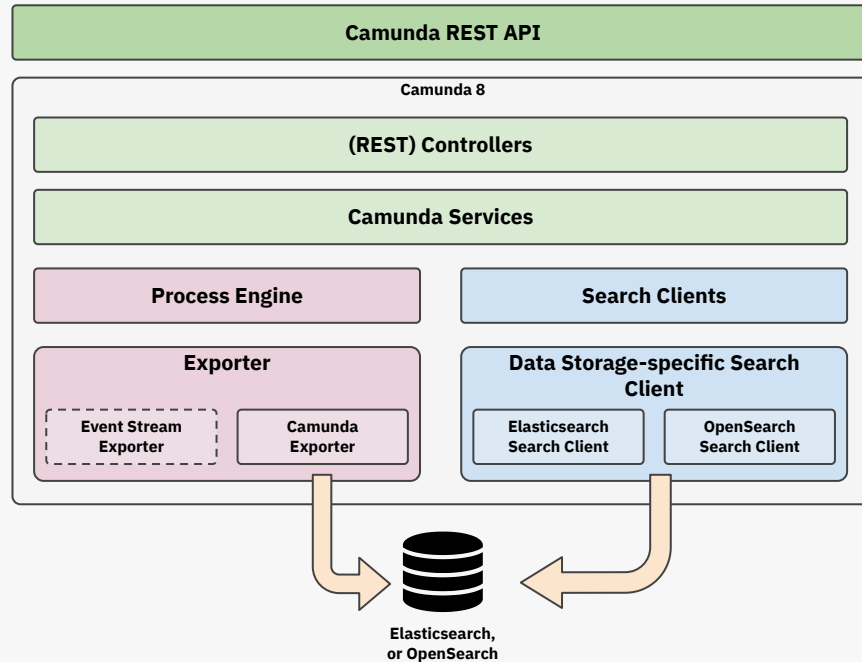 Camunda REST API
Camunda 8
(REST) Controllers
Camunda Services
Process Engine
Search Clients
Exporter
Event Stream
Exporter
Camunda
Exporter
Data Storage-specific Search
Client
Elasticsearch
Search Client
OpenSearch
Search Client
Elasticsearch,
or OpenSearch